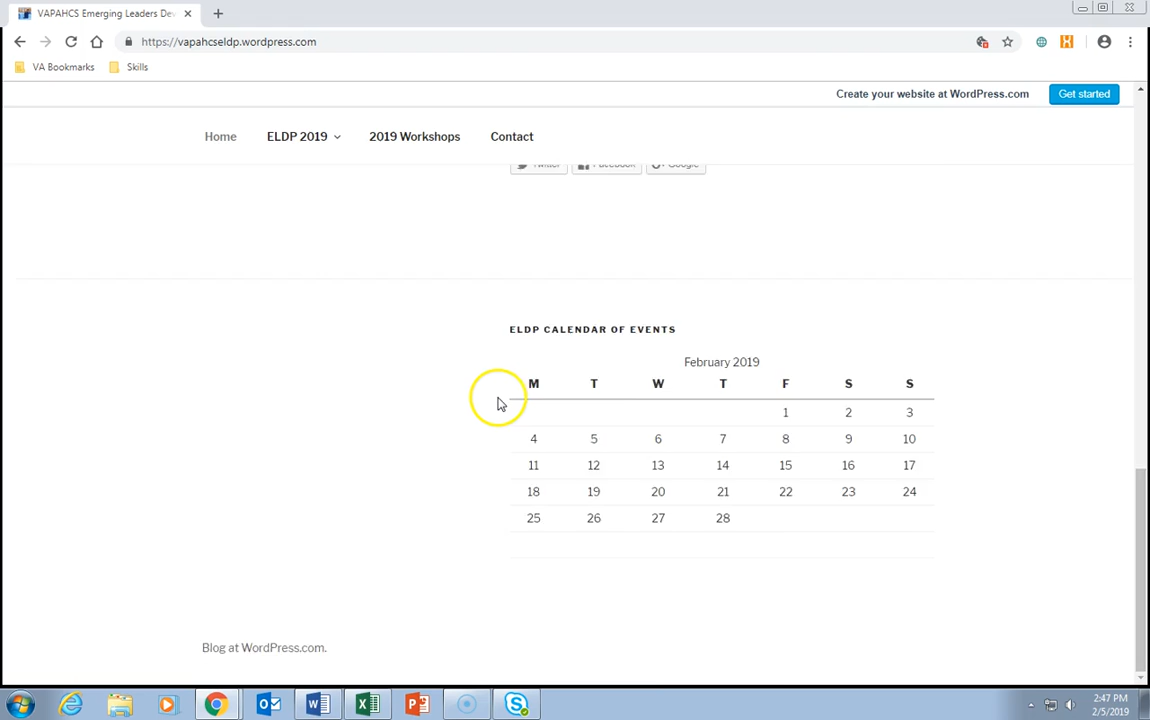 VAPAHCS Emerging Leaders Dev
https://vapahcseldp.wordpress.com
VA Bookmarks Skills
Create your website at WordPress.com Get started
Home ELDP 2019 2019 Workshops Contact
Twitter Facebook Google
ELDP CALENDAR OF EVENTS
February 2019
M T W T F S S
1 2 3
4 5 6 7 8 9 10
11 12 13 14 15 16 17
18 19 20 21 22 23 24
25 26 27 28
Blog at WordPress.com.
2:47 PM
2/5/2019